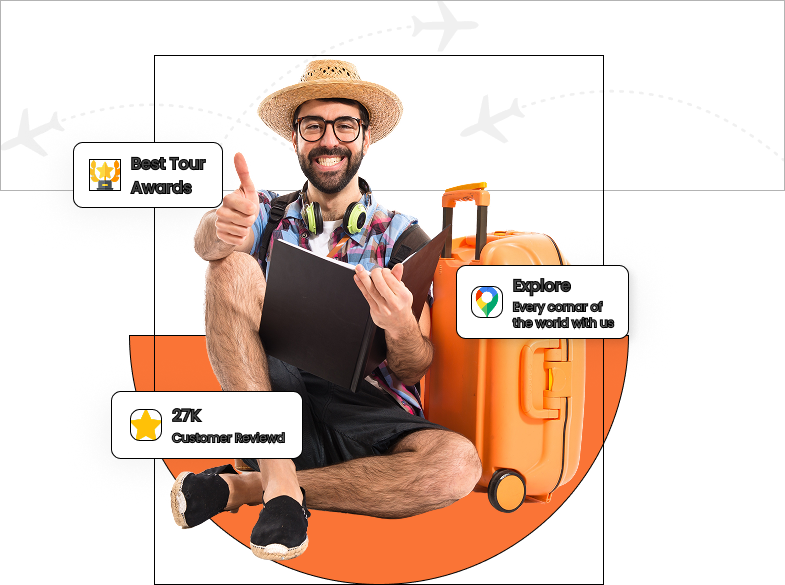 Best Tour
Awards
Explore
Every cornar of
the world with us
27K
Customer Reviewd